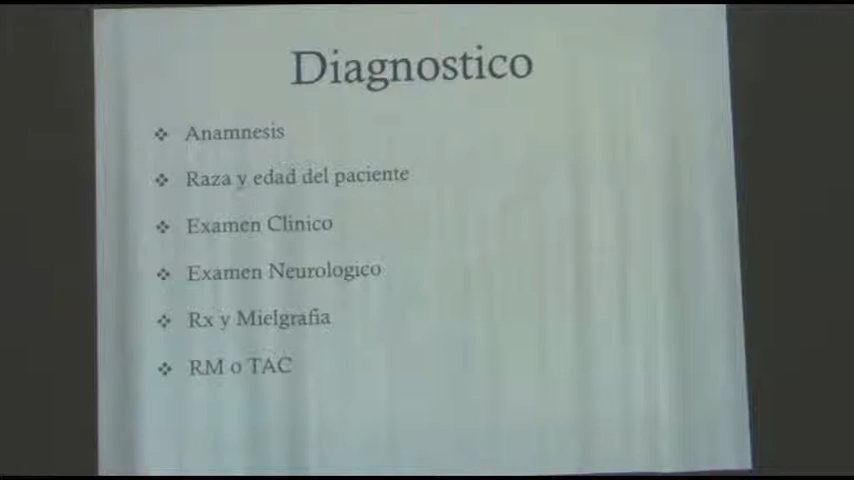 Diagnostico
Anamnesis
Raza y edad del paciente
Examen Clinico
Examen Neurologico
Rx y Mielgrafia
RM o TAC